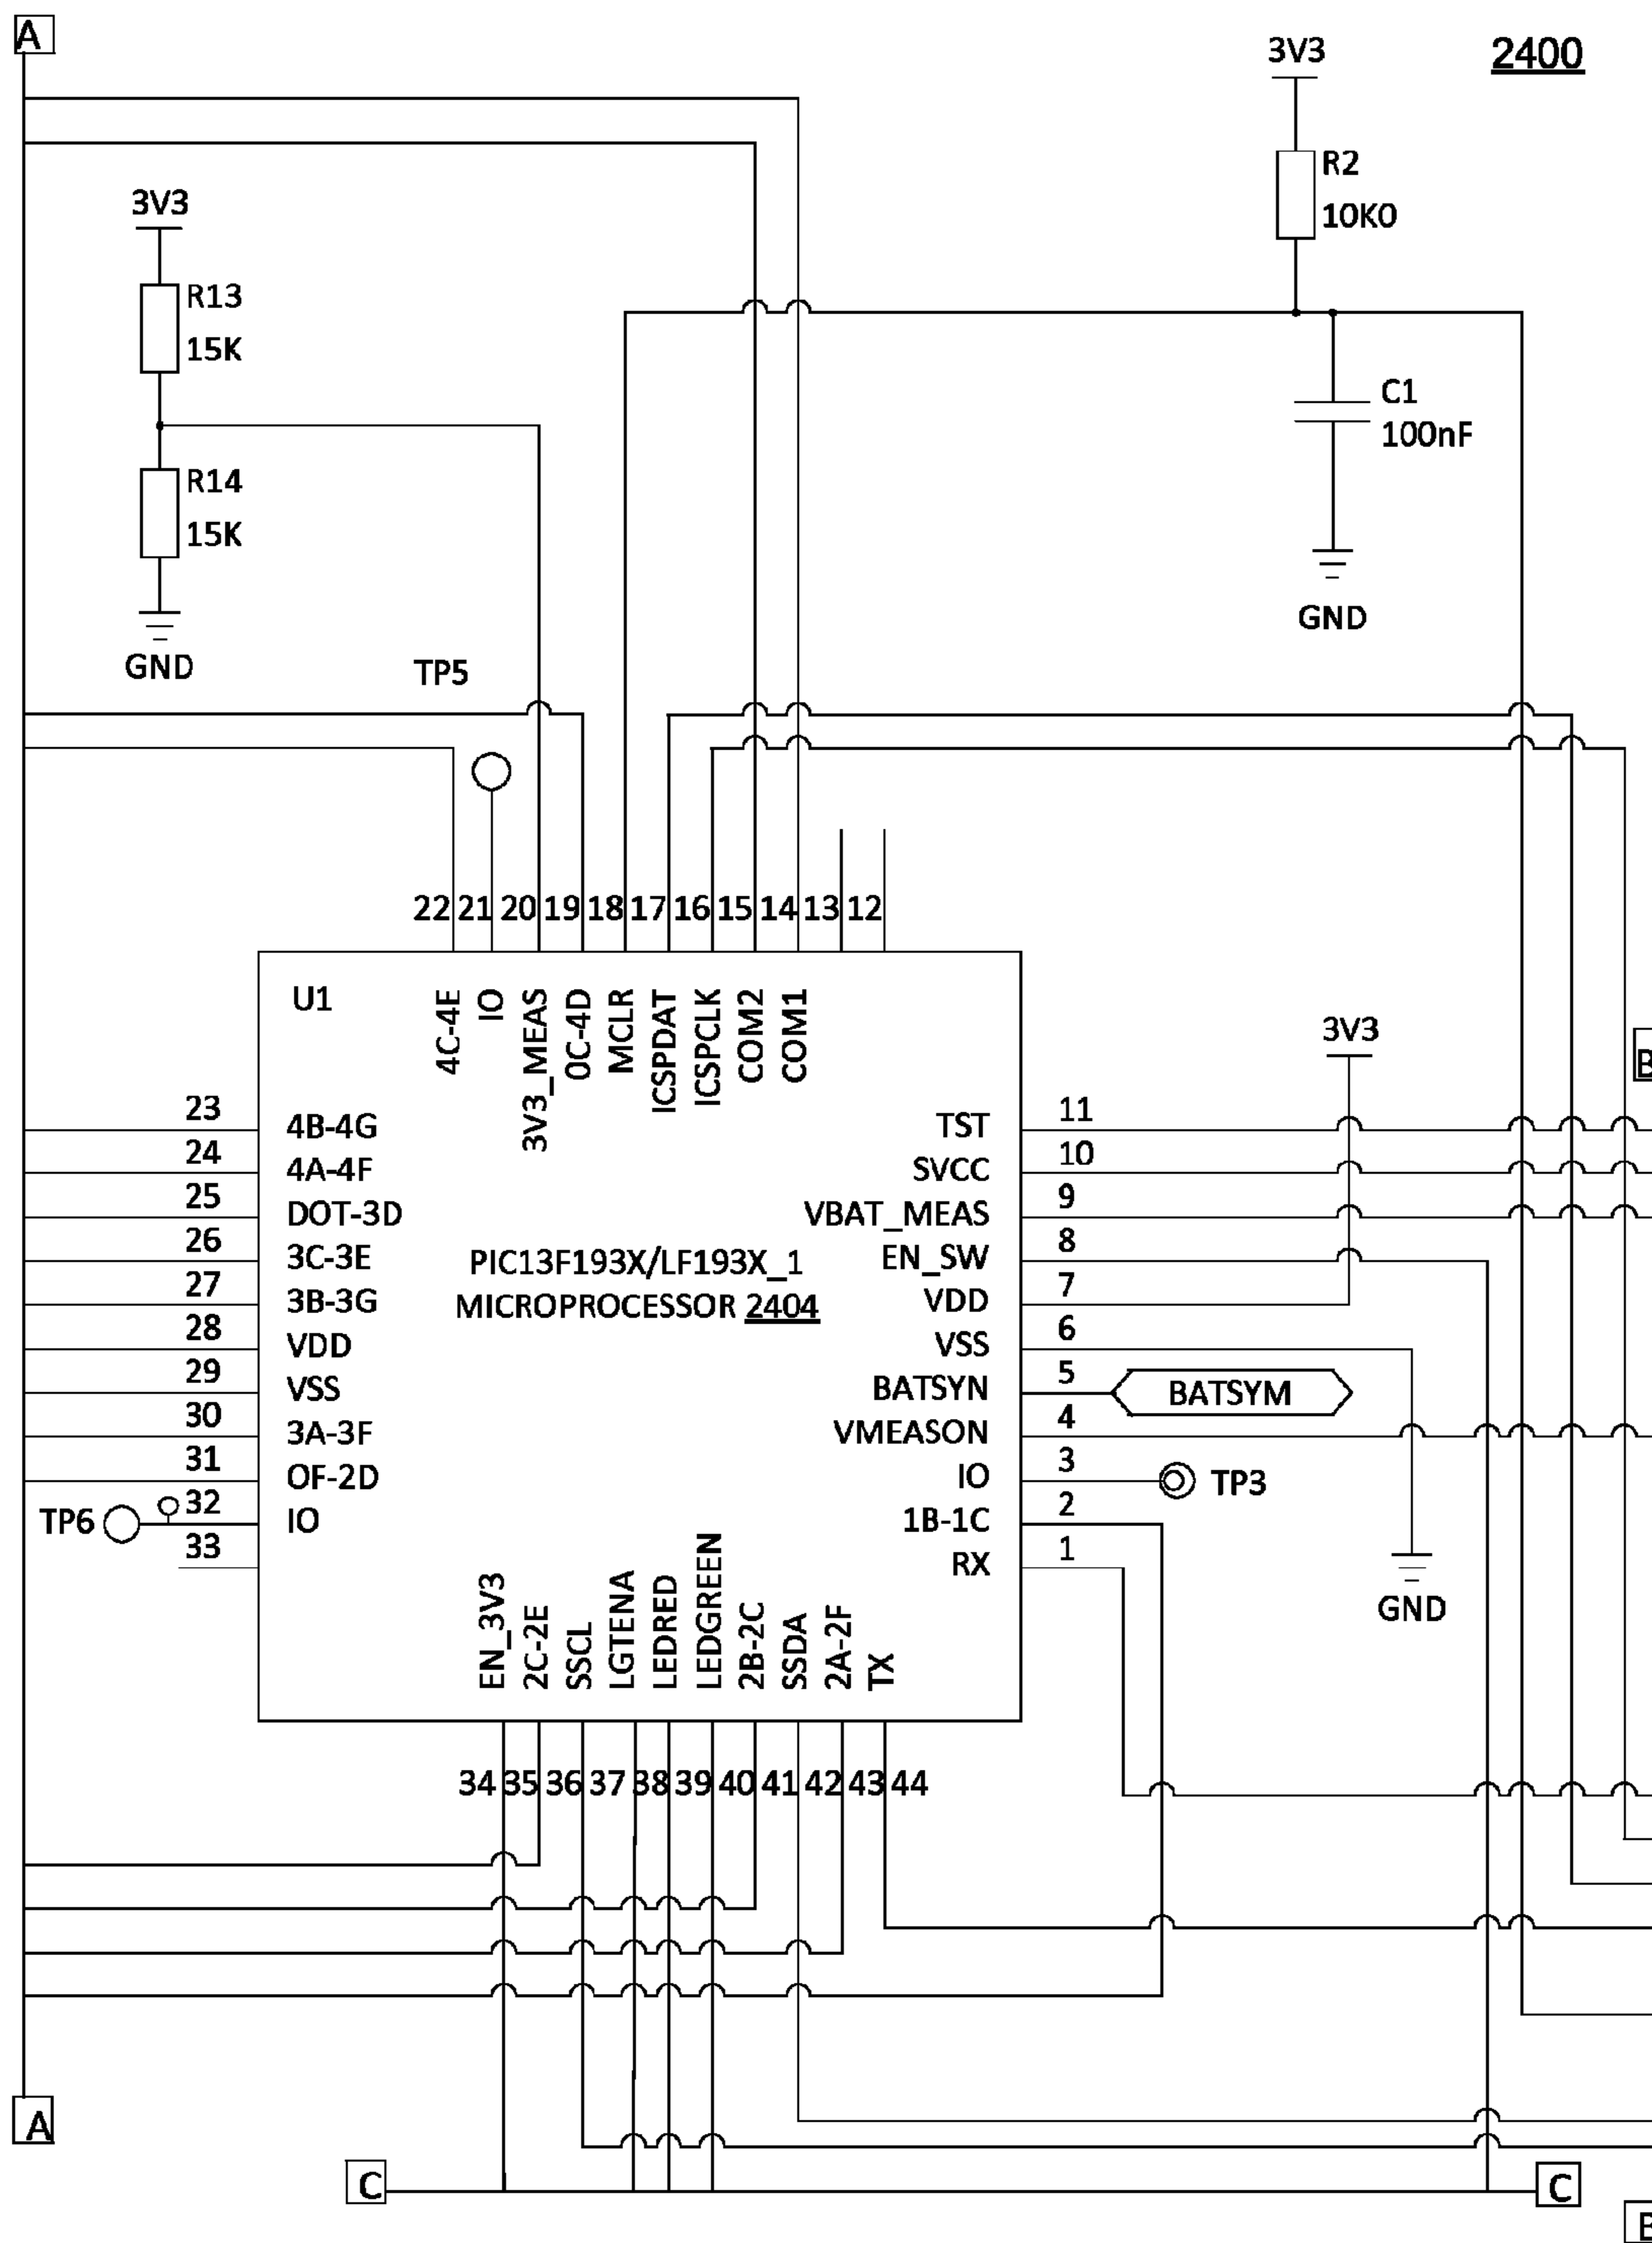 A
3V3
2400
R2
10K0
3V3
R13
15K
C1
100nF
R14
15K
GND
GND
TP5
22 21 20 19 18 17 16 15 14 13 12
U1
4C-4E
IO
3V3_MEAS
0C-4D
MCLR
ICSPDAT
ICSPCLK
COM2
COM1
3V3
B
23
4B-4G
24
4A-4F
25
DOT-3D
26
3C-3E
27
3B-3G
28
VDD
29
VSS
30
3A-3F
31
OF-2D
TP6
32
IO
33
PIC13F193X/LF193X_1
MICROPROCESSOR 2404
TST
11
SVCC
10
VBAT_MEAS
9
EN_SW
8
VDD
7
VSS
6
BATSYN
5
BATSYM
VMEASON
4
IO
3
TP3
1B-1C
2
RX
1
GND
EN_3V3
2C-2E
SSCL
LGTENA
LEDRED
LEDGREEN
2B-2C
SSDA
2A-2F
TX
34 35 36 37 38 39 40 41 42 43 44
A
C
C
B